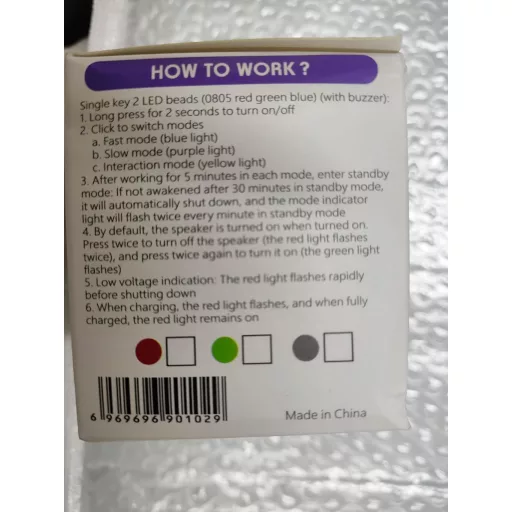 HOW TO WORK?
Single key 2 LED beads (0805 red green blue) (with buzzer):
1. Long press for 2 seconds to turn on/off
2. Click to switch modes
a. Fast mode (blue light)
b. Slow mode (purple light)
c. Interaction mode (yellow light)
3. After working for 5 minutes in each mode, enter standby
mode: If not awakened after 30 minutes in standby mode,
it will automatically shut down, and the mode indicator
light will flash twice every minute in standby mode
4. By default, the speaker is turned on when turned on.
Press twice to turn off the speaker (the red light flashes
twice), and press twice again to turn it on (the green light
flashes)
5. Low voltage indication: The red light flashes rapidly
before shutting down
6. When charging, the red light flashes, and when fully
charged, the red light remains on
6 969696 901029
Made in China